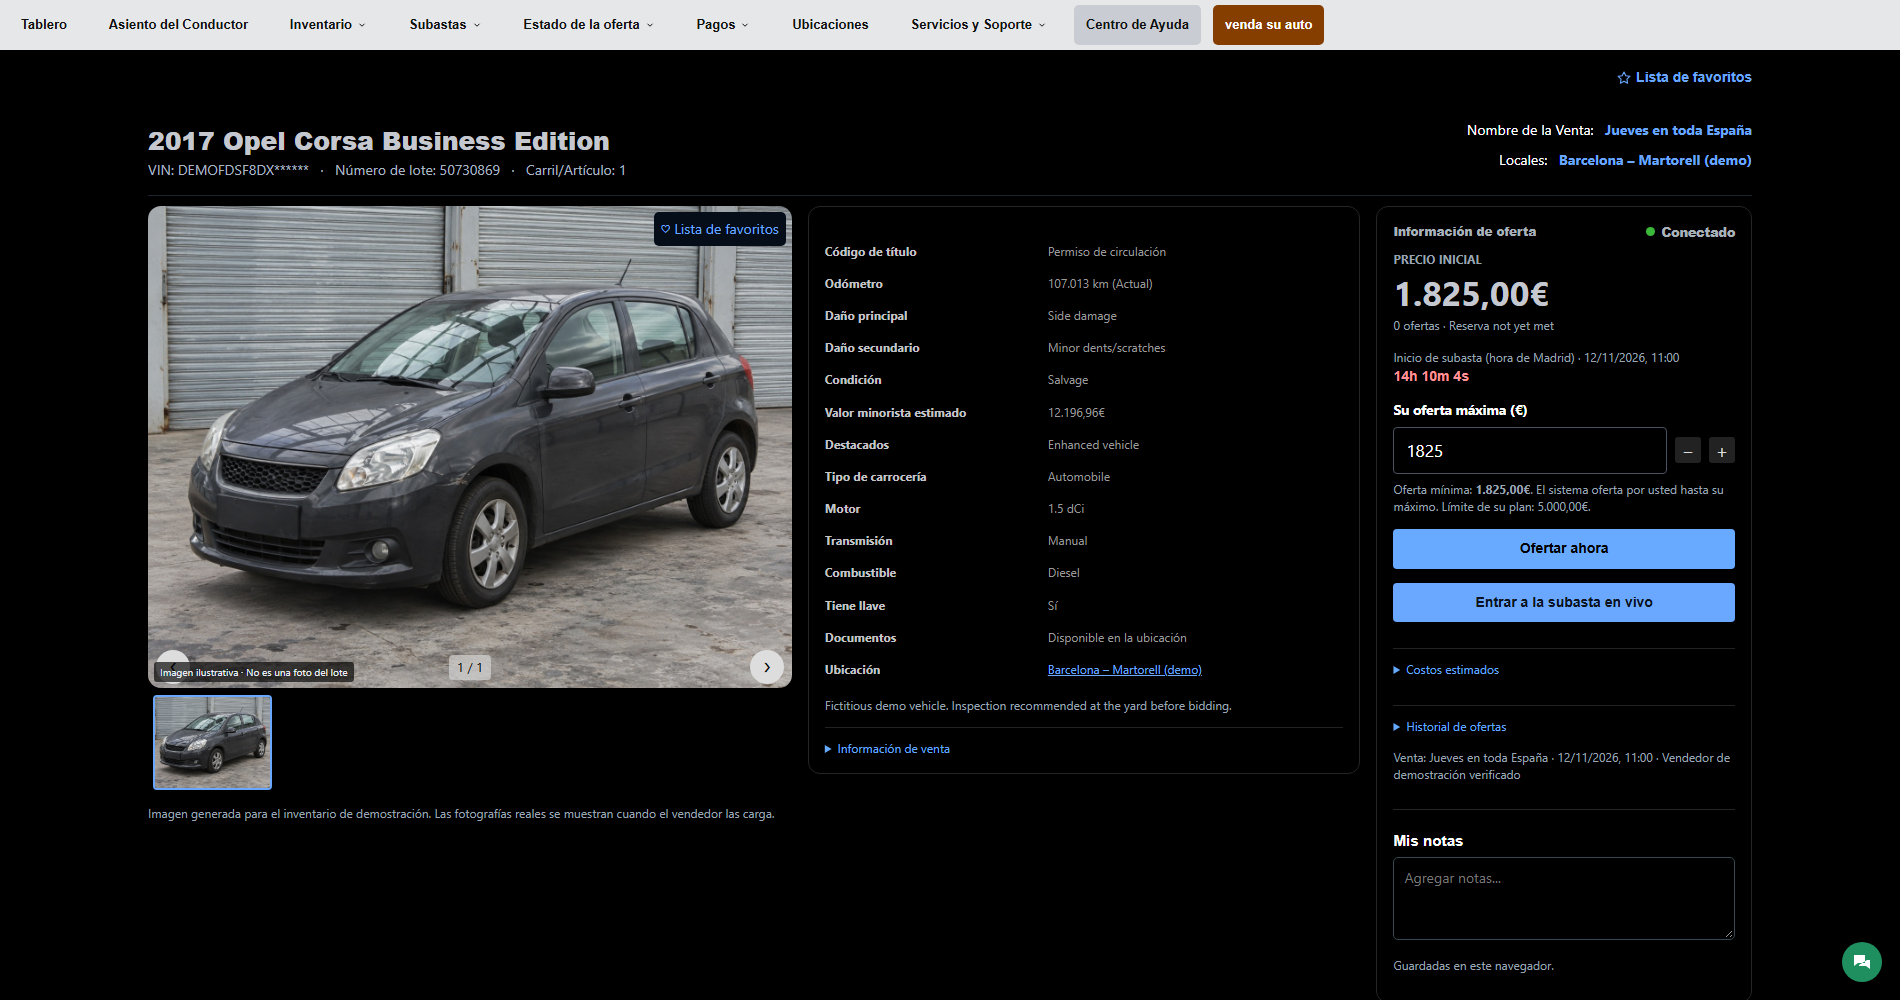 Tablero
Asiento del Conductor
Inventario
Subastas
Estado de la oferta
Pagos
Ubicaciones
Servicios y Soporte
Centro de Ayuda
venda su auto
Lista de favoritos
2017 Opel Corsa Business Edition
VIN: DEMOFDSF8DX****** · Número de lote: 50730869 · Carril/Artículo: 1
Nombre de la Venta: Jueves en toda España
Locales: Barcelona – Martorell (demo)
Lista de favoritos
Imagen ilustrativa · No es una foto del lote
1 / 1
Imagen generada para el inventario de demostración. Las fotografías reales se muestran cuando el vendedor las carga.
Código de título Permiso de circulación
Odómetro 107.013 km (Actual)
Daño principal Side damage
Daño secundario Minor dents/scratches
Condición Salvage
Valor minorista estimado 12.196,96€
Destacados Enhanced vehicle
Tipo de carrocería Automobile
Motor 1.5 dCi
Transmisión Manual
Combustible Diesel
Tiene llave Sí
Documentos Disponible en la ubicación
Ubicación Barcelona – Martorell (demo)
Fictitious demo vehicle. Inspection recommended at the yard before bidding.
Información de venta
Información de oferta Conectado
PRECIO INICIAL
1.825,00€
0 ofertas · Reserva not yet met
Inicio de subasta (hora de Madrid) · 12/11/2026, 11:00
14h 10m 4s
Su oferta máxima (€)
1825
− +
Oferta mínima: 1.825,00€. El sistema oferta por usted hasta su
máximo. Límite de su plan: 5.000,00€.
Ofertar ahora
Entrar a la subasta en vivo
Costos estimados
Historial de ofertas
Venta: Jueves en toda España · 12/11/2026, 11:00 · Vendedor de
demostración verificado
Mis notas
Agregar notas...
Guardadas en este navegador.